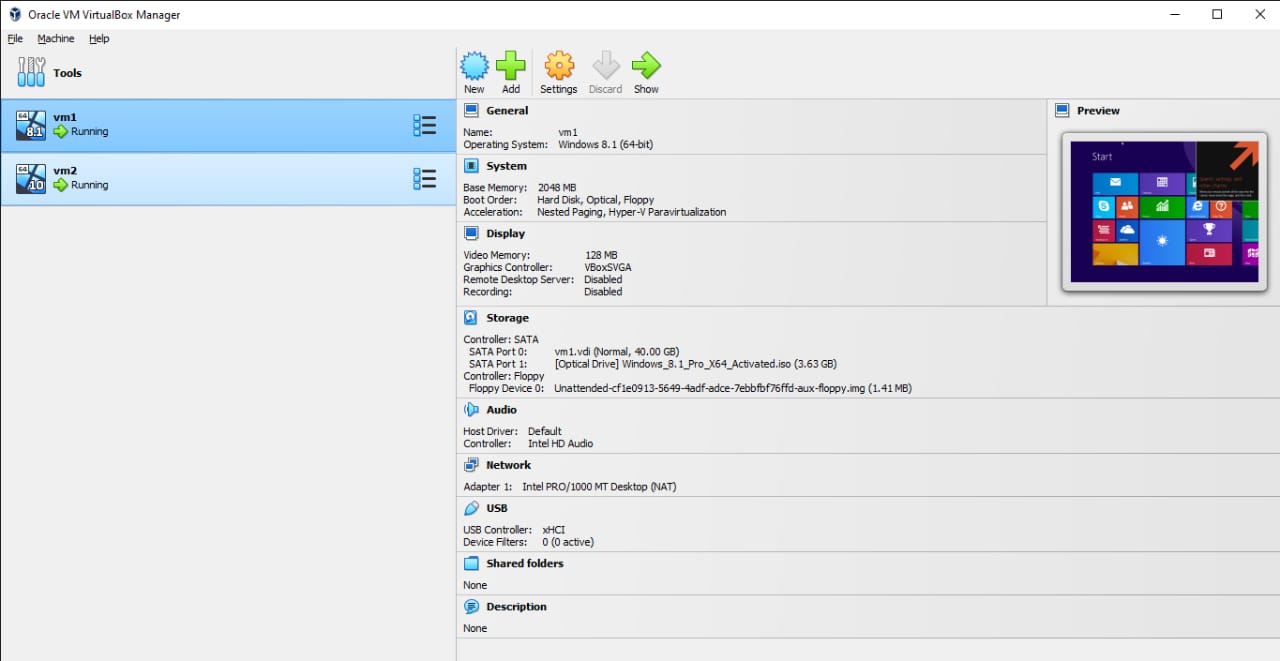 Oracle VM VirtualBox Manager
File Machine Help
Tools
New Add Settings Discard Show
64
8.1
vm1
Running
64
10
vm2
Running
General
Name: vm1
Operating System: Windows 8.1 (64-bit)
System
Base Memory: 2048 MB
Boot Order: Hard Disk, Optical, Floppy
Acceleration: Nested Paging, Hyper-V Paravirtualization
Display
Video Memory: 128 MB
Graphics Controller: VBoxSVGA
Remote Desktop Server: Disabled
Recording: Disabled
Preview
Start
Storage
Controller: SATA
SATA Port 0: vm1.vdi (Normal, 40.00 GB)
SATA Port 1: [Optical Drive] Windows_8.1_Pro_X64_Activated.iso (3.63 GB)
Controller: Floppy
Floppy Device 0: Unattended-cf1e0913-5649-4adf-adce-7ebbfbf76ffd-aux-floppy.img (1.41 MB)
Audio
Host Driver: Default
Controller: Intel HD Audio
Network
Adapter 1: Intel PRO/1000 MT Desktop (NAT)
USB
USB Controller: xHCI
Device Filters: 0 (0 active)
Shared folders
None
Description
None